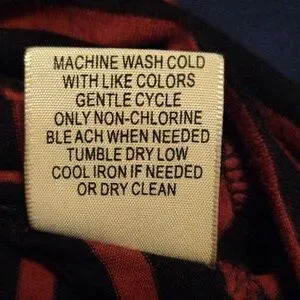 MACHINE WASH COLD
WITH LIKE COLORS
GENTLE CYCLE
ONLY NON-CHLORINE
BLEACH WHEN NEEDED
TUMBLE DRY LOW
COOL IRON IF NEEDED
OR DRY CLEAN